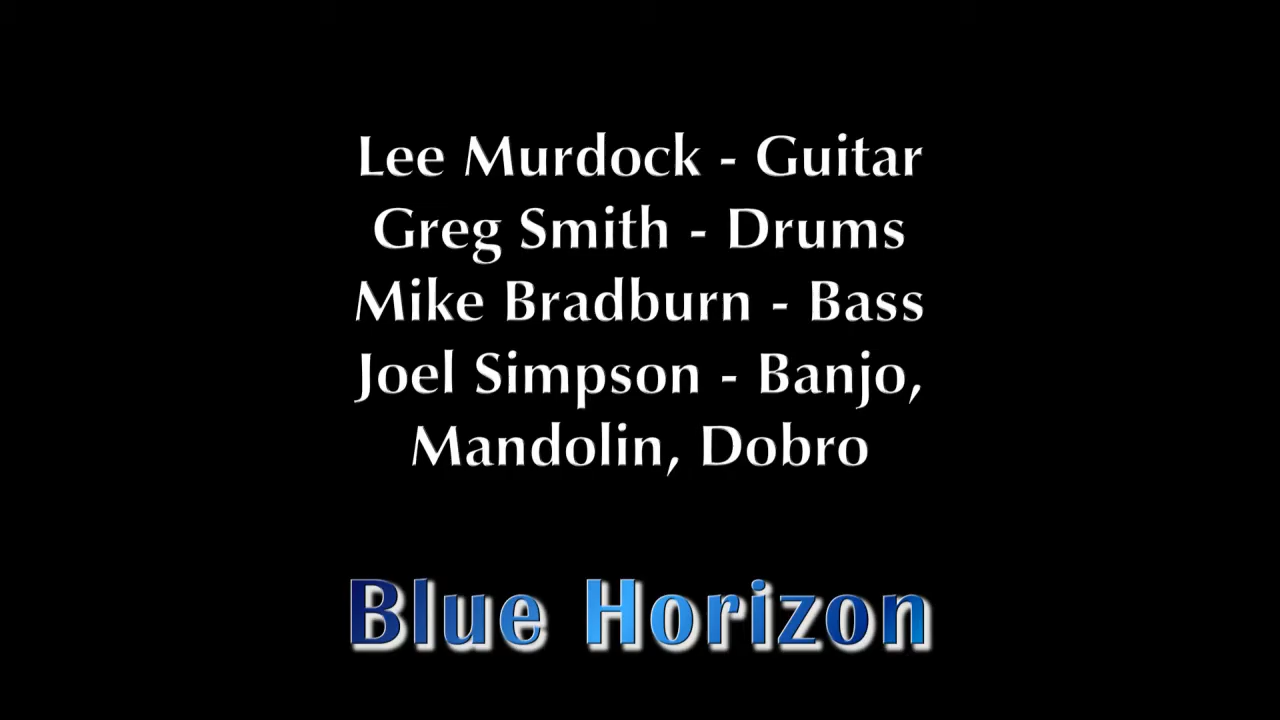 Lee Murdock - Guitar
Greg Smith - Drums
Mike Bradburn - Bass
Joel Simpson - Banjo,
Mandolin, Dobro
Blue Horizon